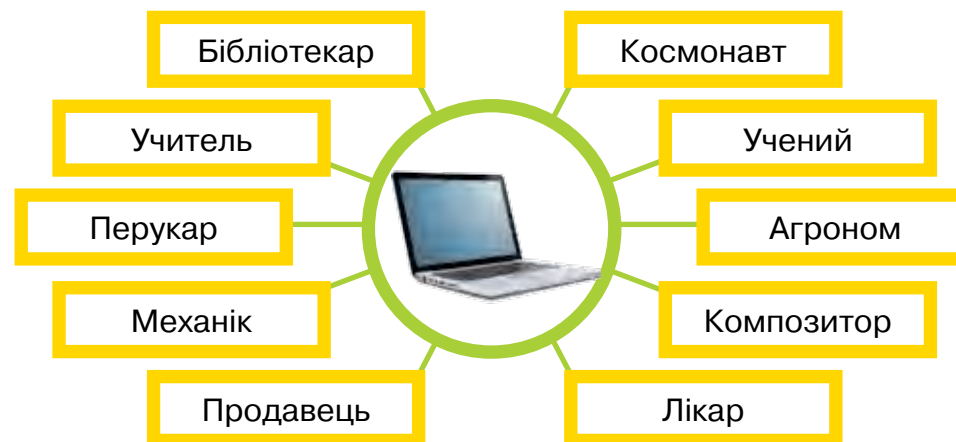 Бібліотекар
Космонавт
Учитель
Учений
Перукар
Агроном
Механік
Композитор
Продавець
Лікар